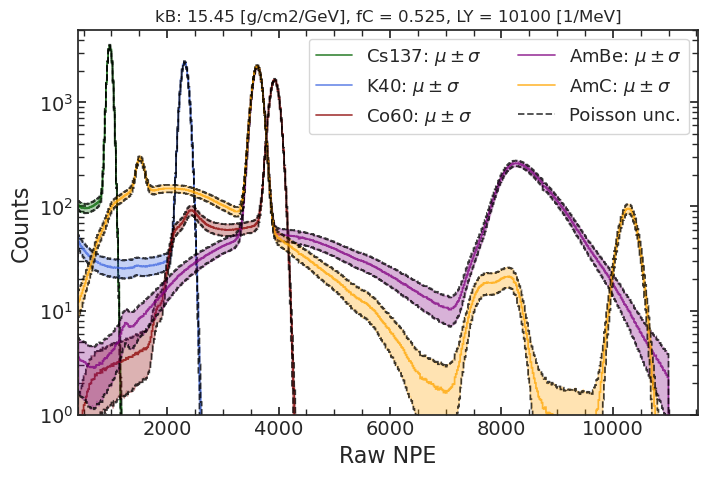 kB: 15.45 [g/cm2/GeV], fC = 0.525, LY = 10100 [1/MeV]
Cs137: μ ± σ
K40: μ ± σ
Co60: μ ± σ
AmBe: μ ± σ
AmC: μ ± σ
Poisson unc.
Counts
10³
10²
10¹
10⁰
2000 4000 6000 8000 10000
Raw NPE